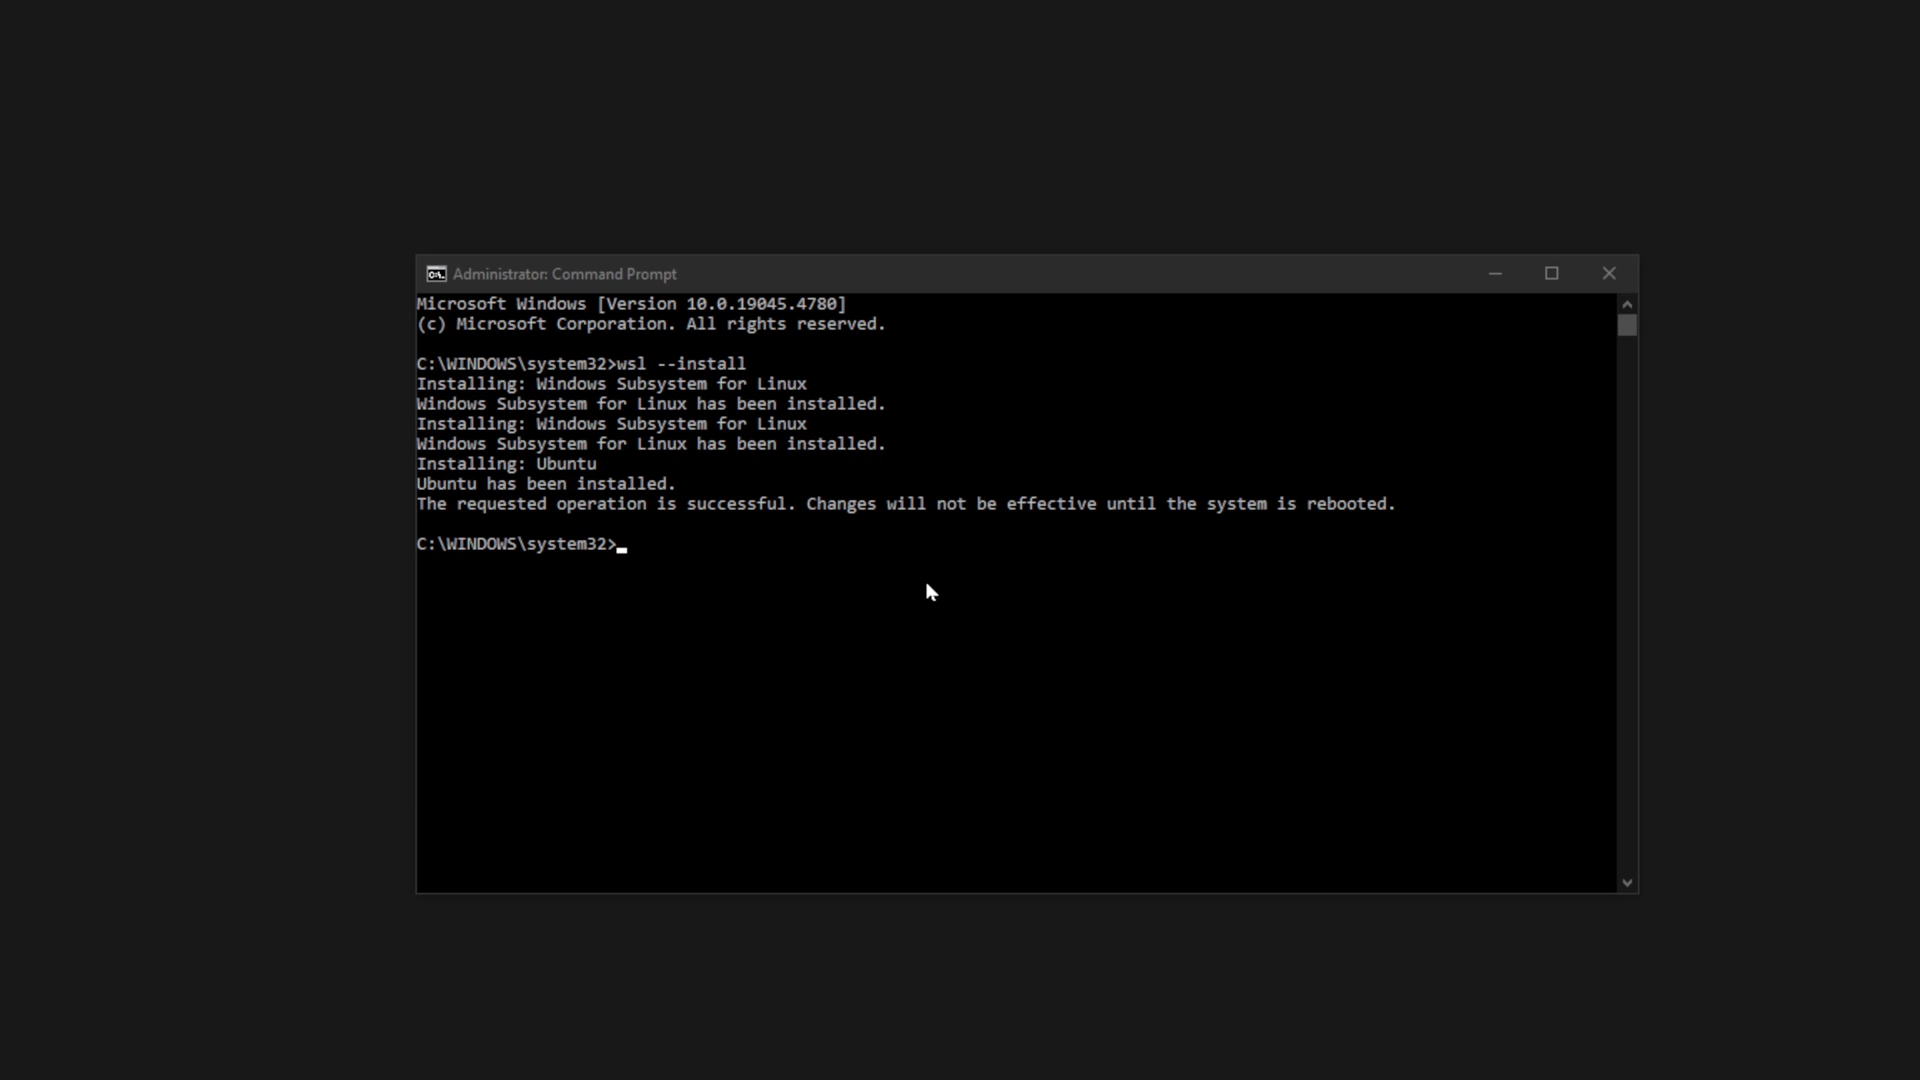 Administrator: Command Prompt
Microsoft Windows [Version 10.0.19045.4780]
(c) Microsoft Corporation. All rights reserved.
C:\WINDOWS\system32>wsl --install
Installing: Windows Subsystem for Linux
Windows Subsystem for Linux has been installed.
Installing: Windows Subsystem for Linux
Windows Subsystem for Linux has been installed.
Installing: Ubuntu
Ubuntu has been installed.
The requested operation is successful. Changes will not be effective until the system is rebooted.
C:\WINDOWS\system32>